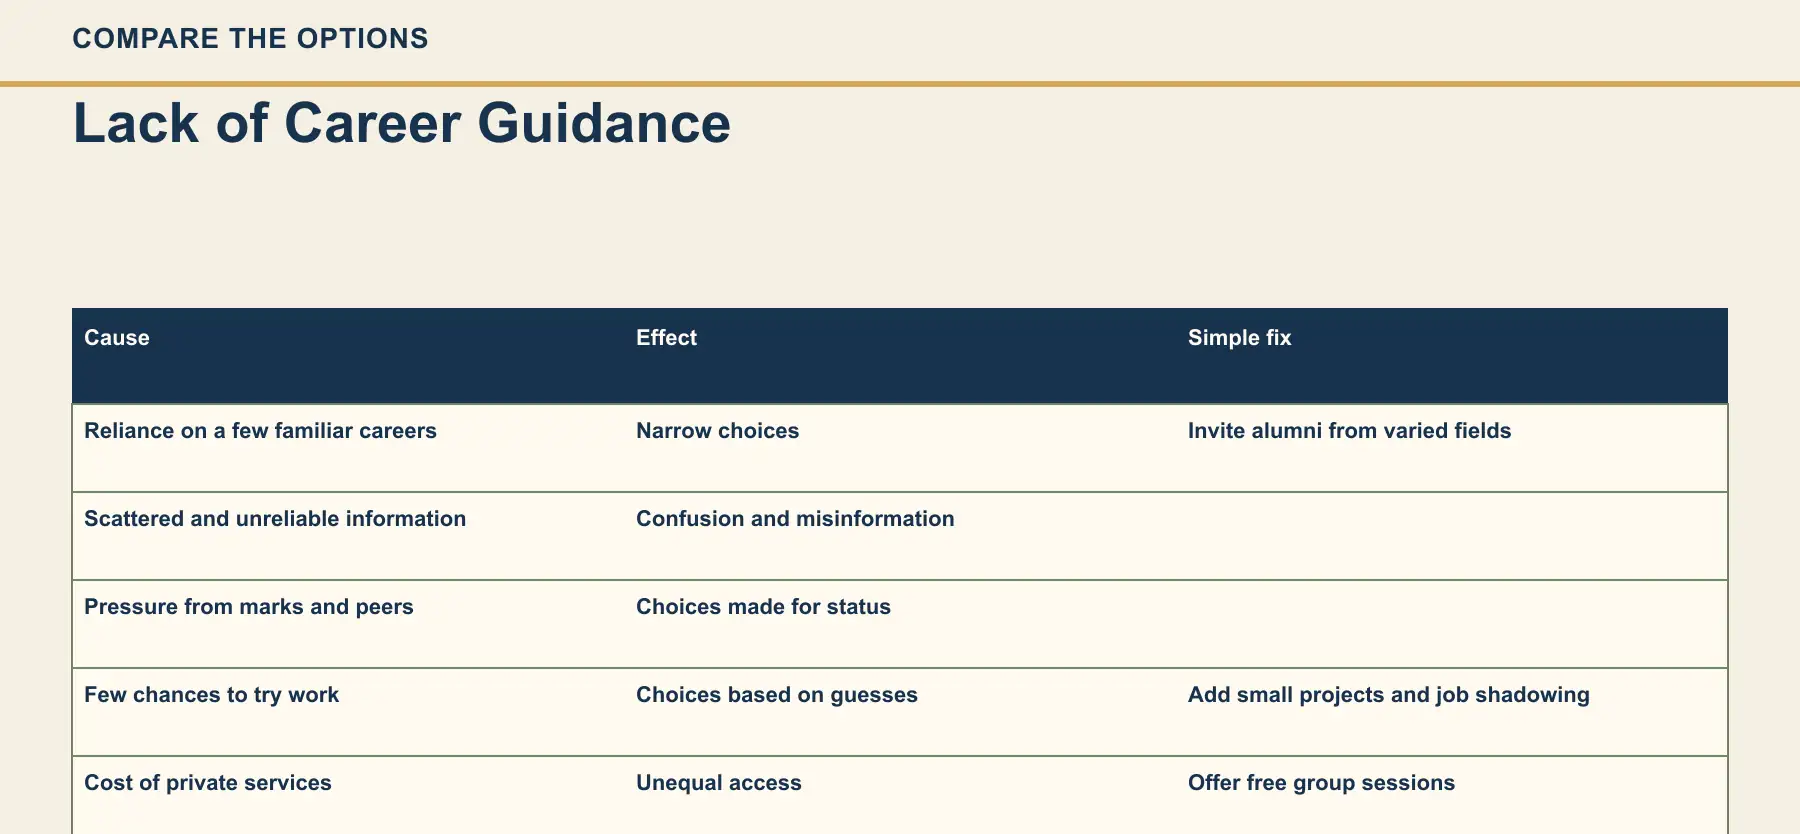 COMPARE THE OPTIONS
Lack of Career Guidance
Cause Effect Simple fix
Reliance on a few familiar careers Narrow choices Invite alumni from varied fields
Scattered and unreliable information Confusion and misinformation
Pressure from marks and peers Choices made for status
Few chances to try work Choices based on guesses Add small projects and job shadowing
Cost of private services Unequal access Offer free group sessions